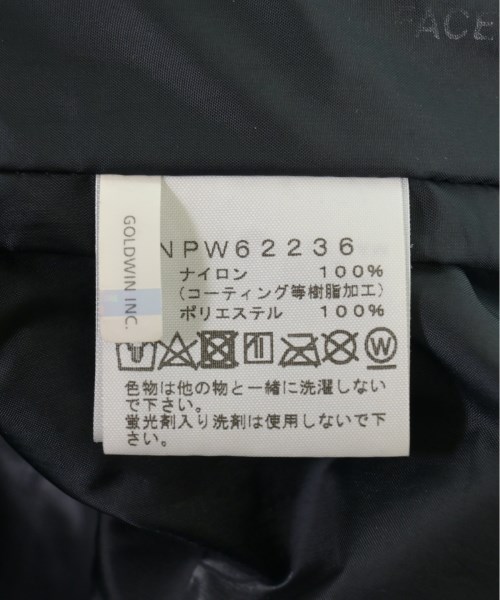 FACE
GOLDWIN INC.
NPW62236
ナイロン 100%
(コーティング等樹脂加工)
ポリエステル 100%
W
色物は他の物と一緒に洗濯しない
で下さい。
蛍光剤入り洗剤は使用しないで下
さい。